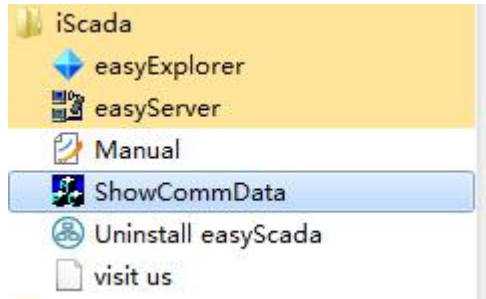 iScada
easyExplorer
easyServer
Manual
ShowCommData
Uninstall easyScada
visit us